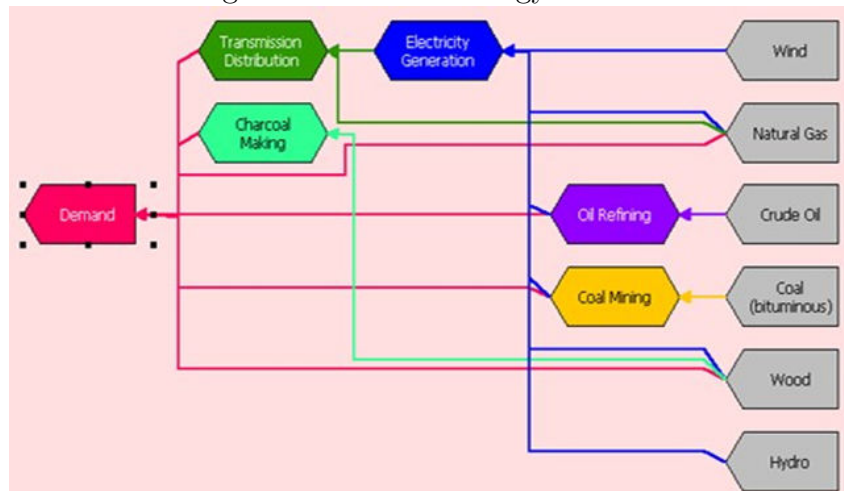 Transmission
Distribution
Electricity
Generation
Wind
Charcoal
Making
Natural Gas
Demand
Oil Refining
Crude Oil
Coal Mining
Coal
(bituminous)
Wood
Hydro